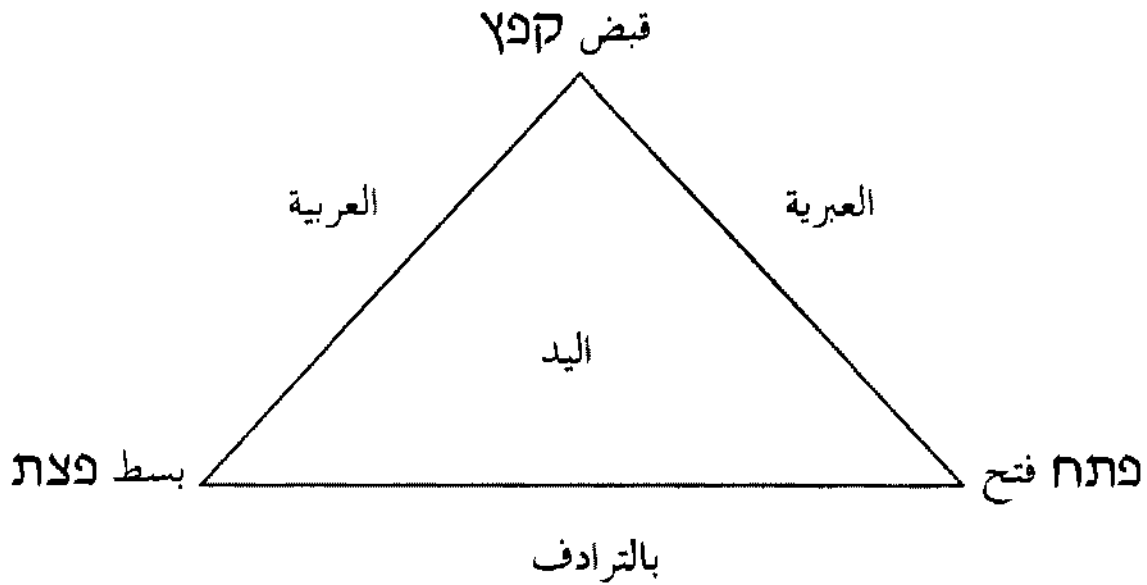 قبض קפץ
العربية
العبرية
اليد
بسط פצת
פתח فتح
بالترادف